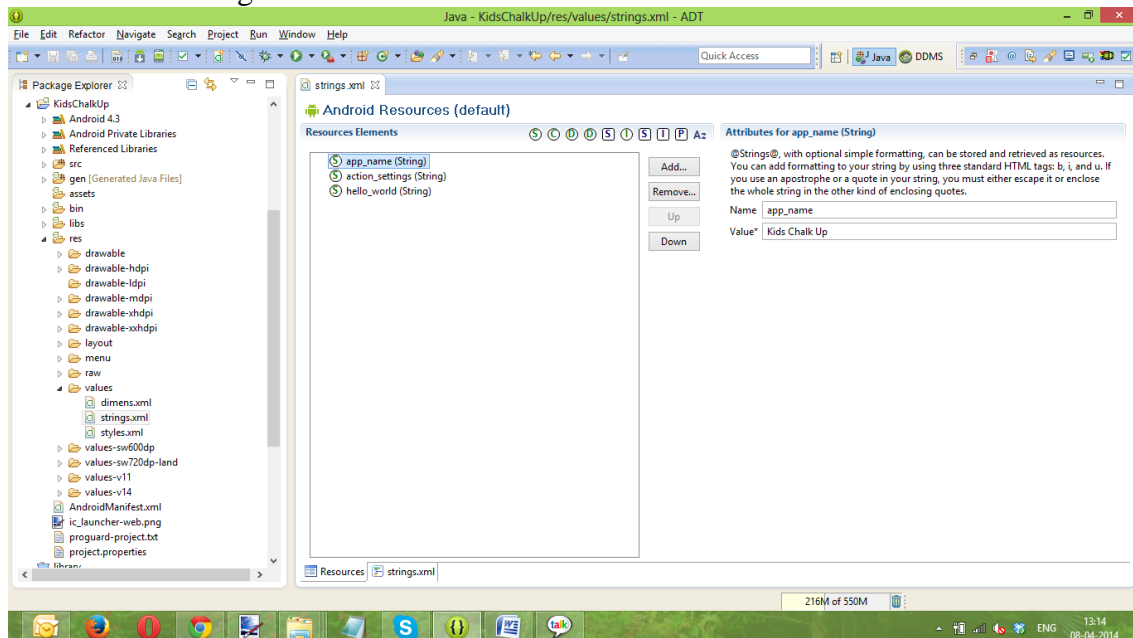 Java - KidsChalkUp/res/values/strings.xml - ADT
File Edit Refactor Navigate Search Project Run Window Help
Quick Access
Java
DDMS
Package Explorer
KidsChalkUp
Android 4.3
Android Private Libraries
Referenced Libraries
src
gen [Generated Java Files]
assets
bin
libs
res
drawable
drawable-hdpi
drawable-ldpi
drawable-mdpi
drawable-xhdpi
drawable-xxhdpi
layout
menu
raw
values
dimens.xml
strings.xml
styles.xml
values-sw600dp
values-sw720dp-land
values-v11
values-v14
AndroidManifest.xml
ic_launcher-web.png
proguard-project.txt
project.properties
library
strings.xml
Android Resources (default)
Resources Elements
S C D D S I S I P Az
app_name (String)
action_settings (String)
hello_world (String)
Add...
Remove...
Up
Down
Attributes for app_name (String)
@Strings@, with optional simple formatting, can be stored and retrieved as resources.
You can add formatting to your string by using three standard HTML tags: b, i, and u. If
you use an apostrophe or a quote in your string, you must either escape it or enclose
the whole string in the other kind of enclosing quotes.
Name app_name
Value* Kids Chalk Up
Resources strings.xml
216M of 550M
talk
ENG
13:14
08-04-2014